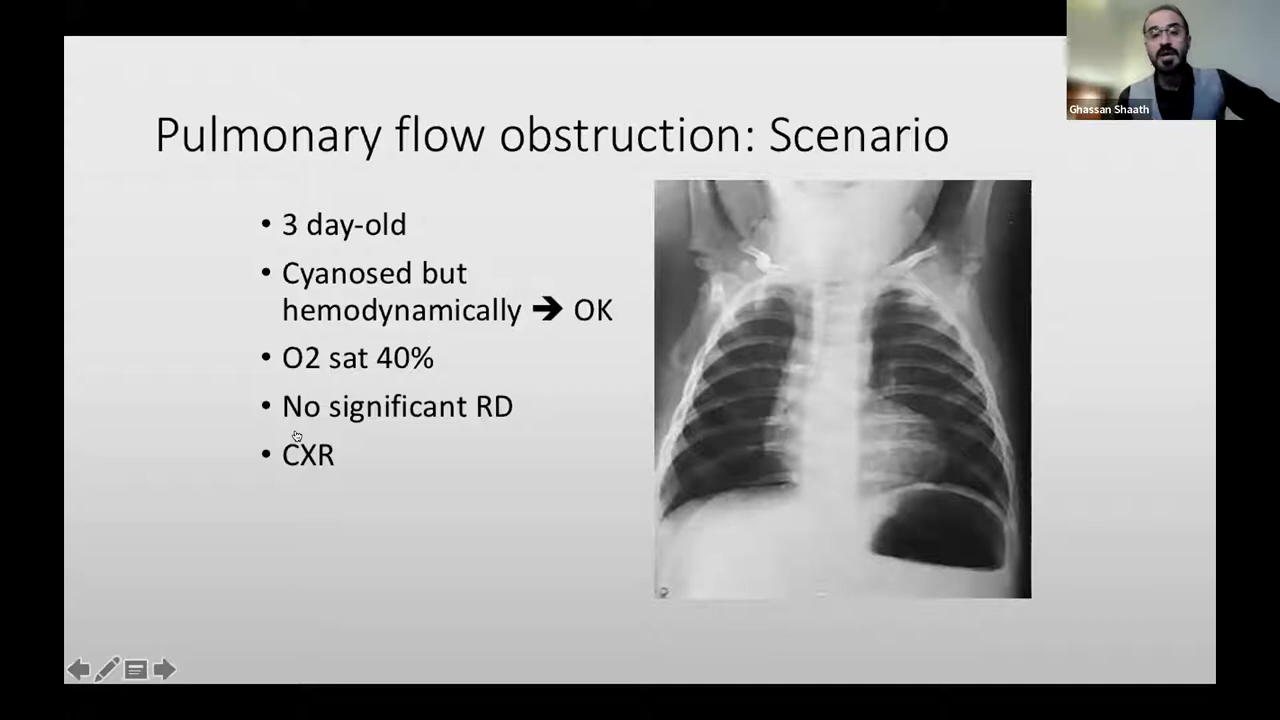 Ghassan Shaath
Pulmonary flow obstruction: Scenario
• 3 day-old
• Cyanosed but
hemodynamically ➔ OK
• O2 sat 40%
• No significant RD
• CXR